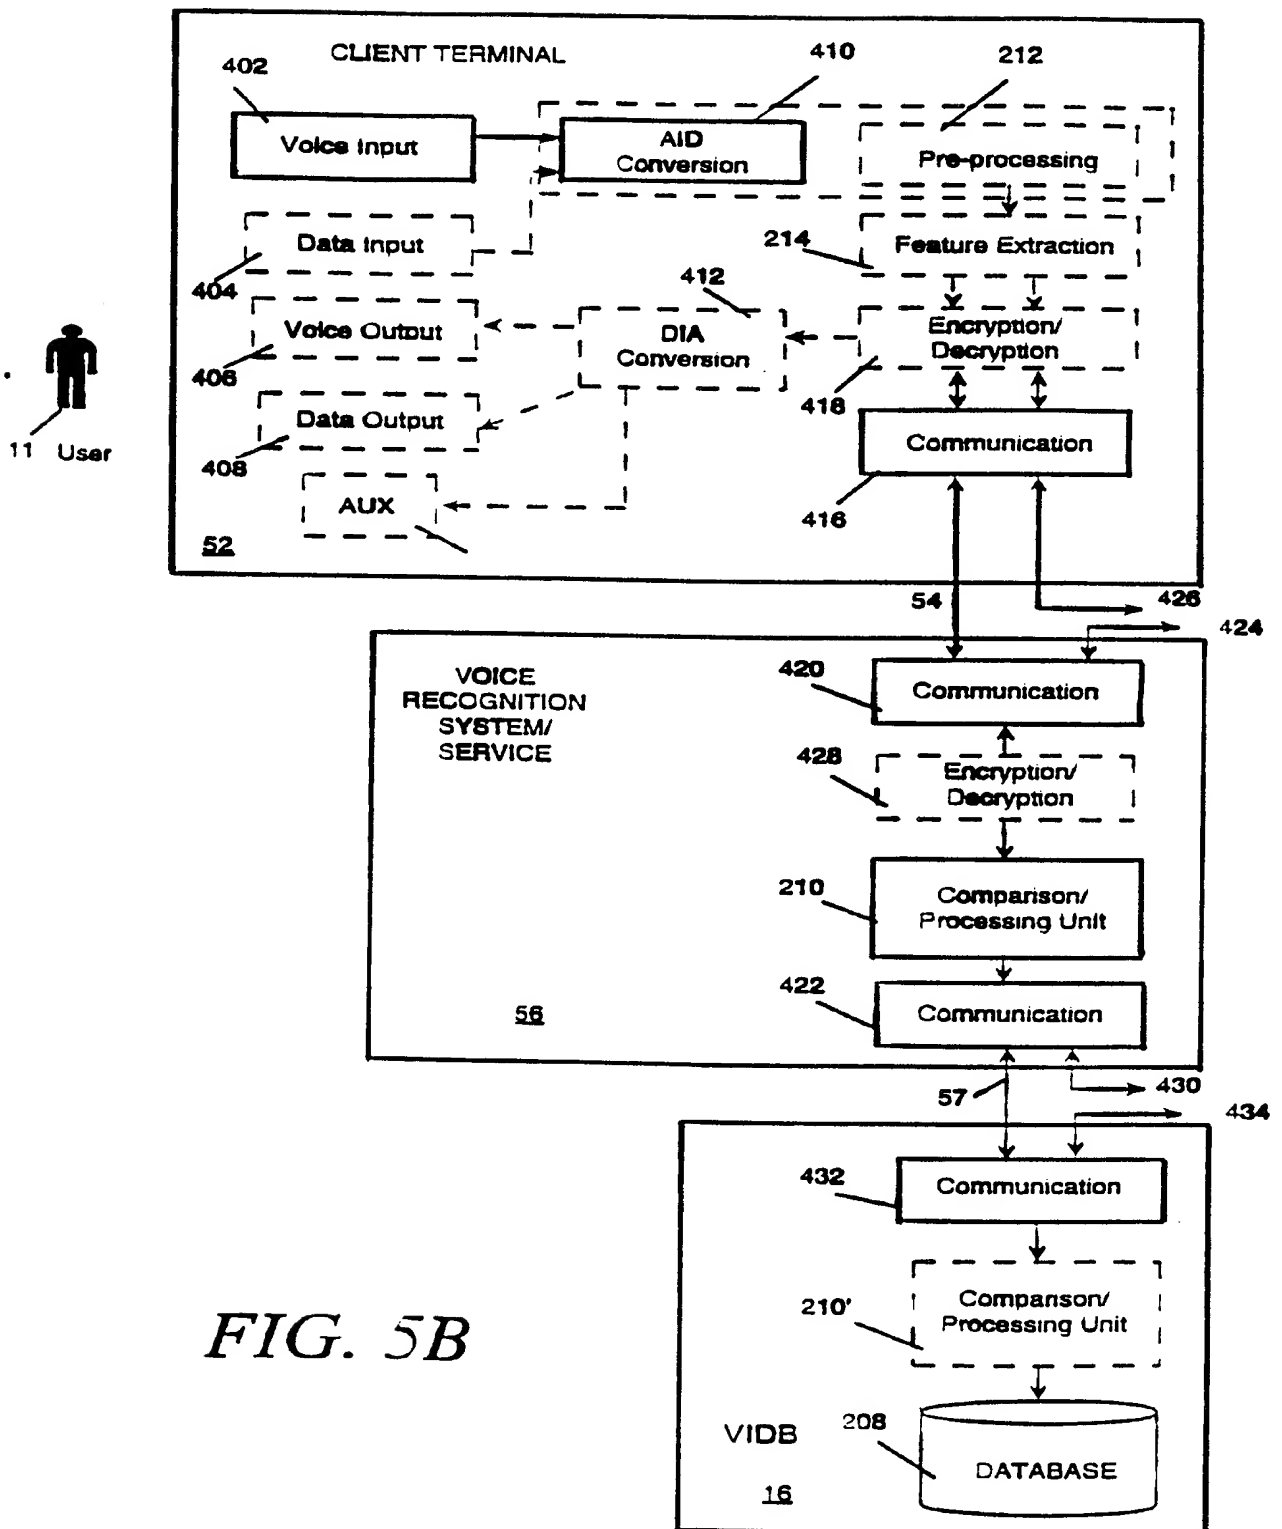 CLIENT TERMINAL
402
410
212
Voice Input
AID
Conversion
Pre-processing
Data Input
404
214
Feature Extraction
412
Voice Output
406
DIA
Conversion
Encryption/
Decryption
418
11 User
Data Output
408
Communication
416
AUX
52
54
426
424
VOICE
RECOGNITION
SYSTEM/
SERVICE
420
Communication
428
Encryption/
Decryption
210
Comparison/
Processing Unit
422
Communication
56
57
430
434
432
Communication
210'
Comparison/
Processing Unit
FIG. 5B
VIDB
208
DATABASE
16